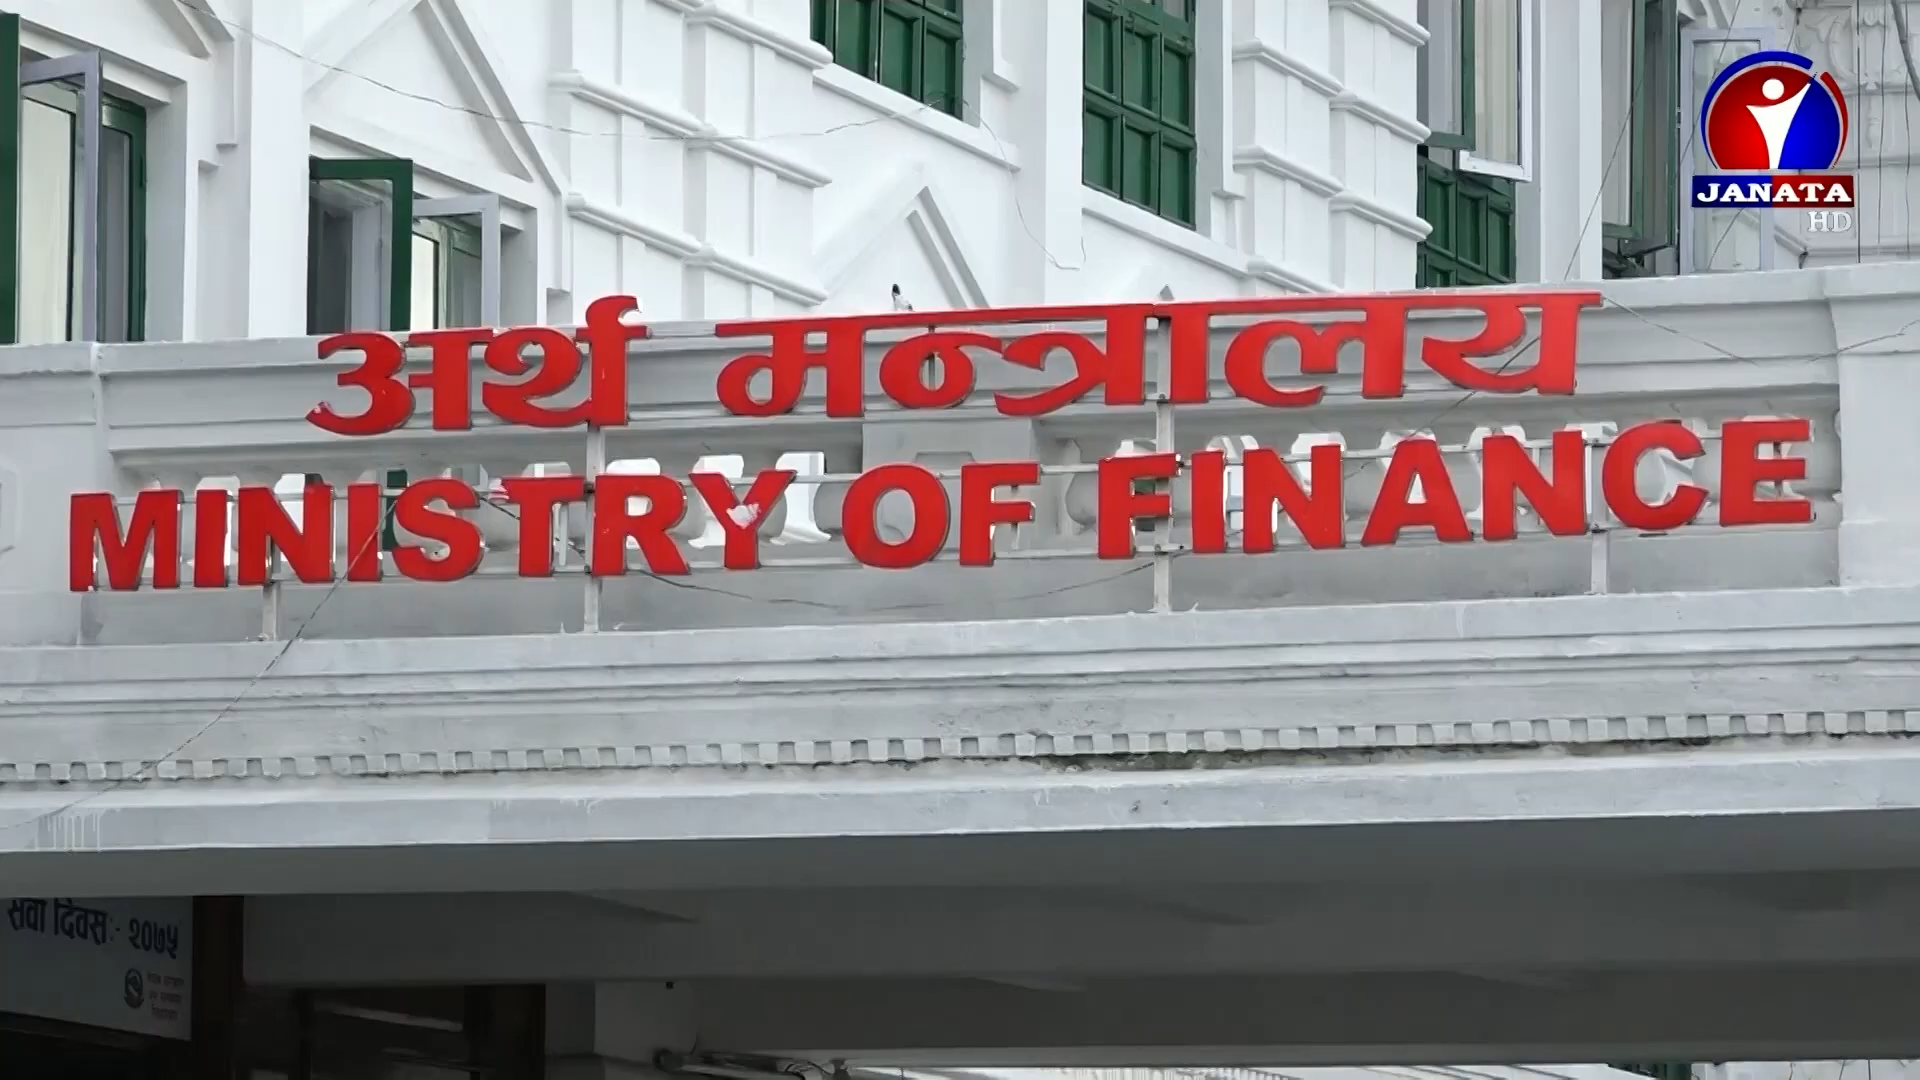 JANATA
HD
अर्थ मन्त्रालय
MINISTRY OF FINANCE
सेवा दिवस:- २०७५